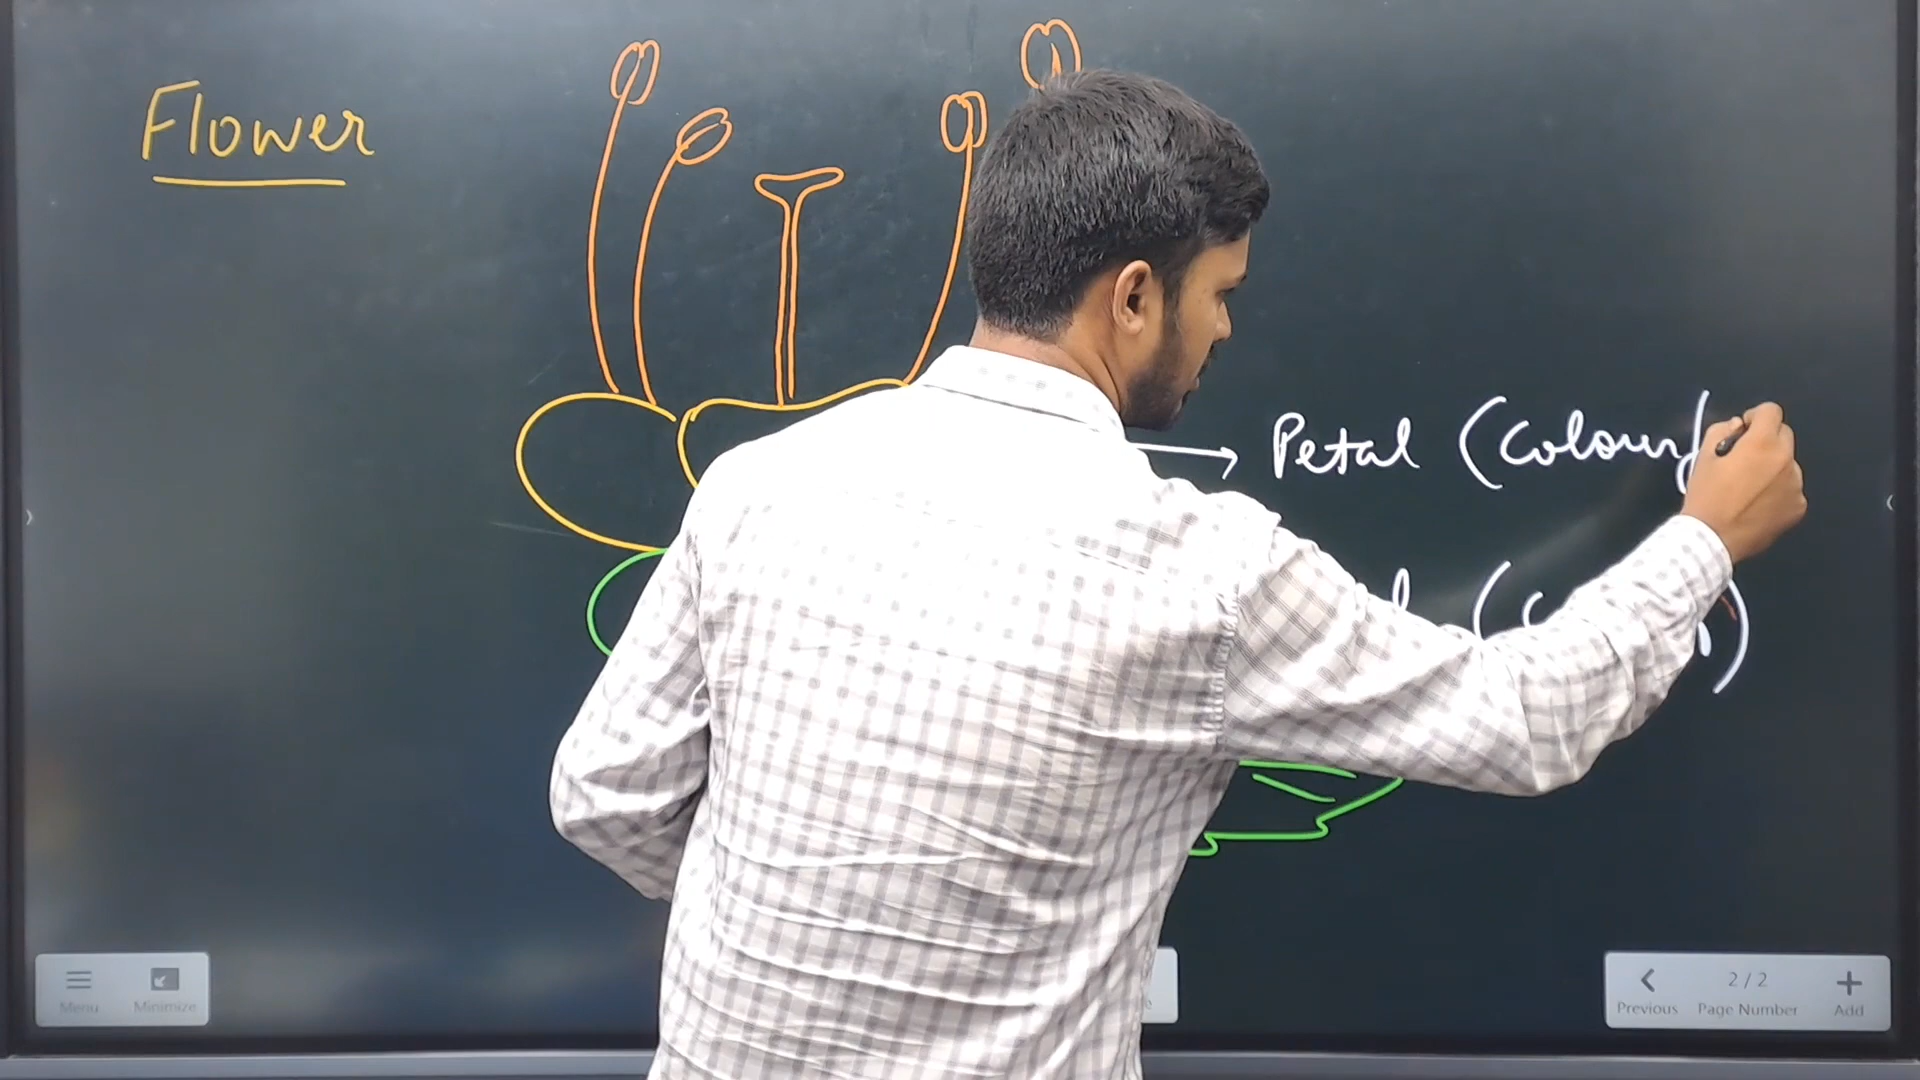 Flower
Petal (Colour
Menu
Minimize
2 / 2
Previous
Page Number
Add